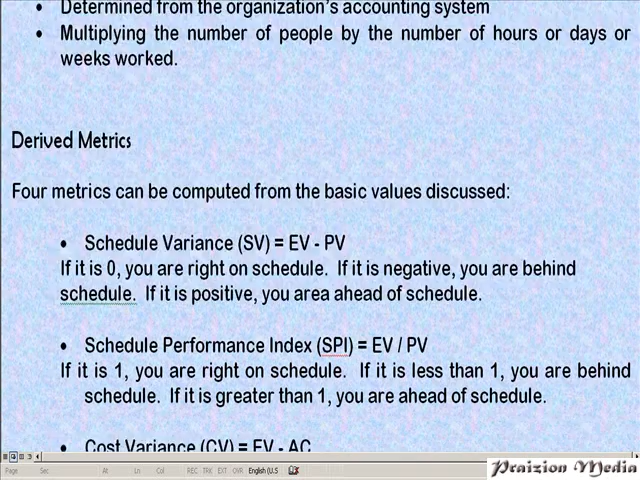 • Determined from the organization's accounting system
• Multiplying the number of people by the number of hours or days or
weeks worked.
Derived Metrics
Four metrics can be computed from the basic values discussed:
• Schedule Variance (SV) = EV - PV
If it is 0, you are right on schedule. If it is negative, you are behind
schedule. If it is positive, you area ahead of schedule.
• Schedule Performance Index (SPI) = EV / PV
If it is 1, you are right on schedule. If it is less than 1, you are behind
schedule. If it is greater than 1, you are ahead of schedule.
• Cost Variance (CV) = EV - AC
Page Sec At Ln Col REC TRK EXT OVR English (U.S
Praizion Media